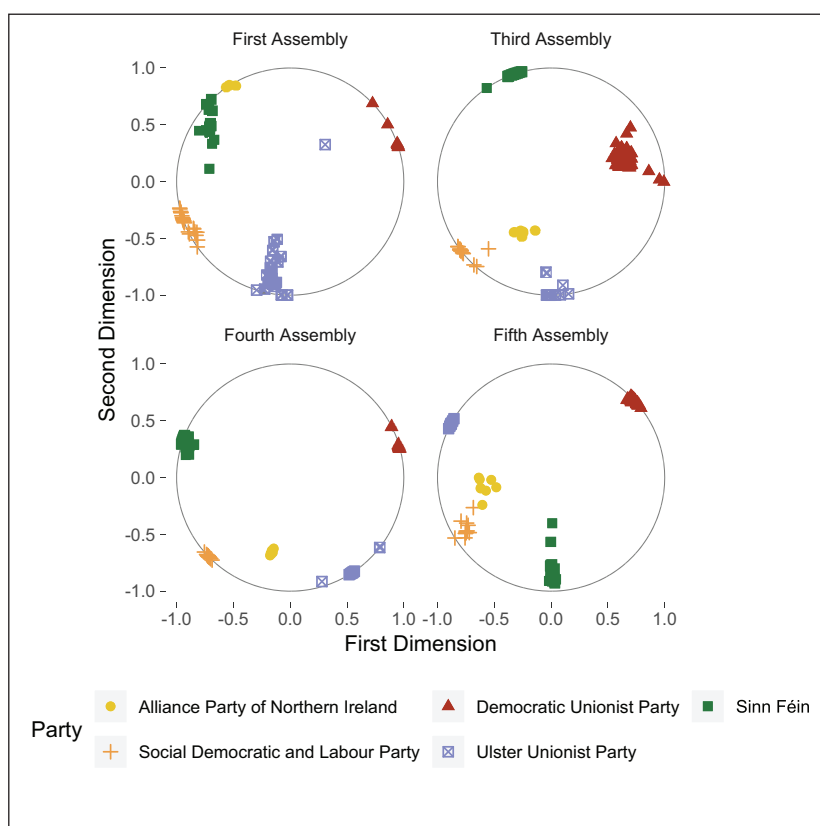 First Assembly
Third Assembly
1.0
0.5
0.0
-0.5
-1.0
Fourth Assembly
Fifth Assembly
1.0
0.5
0.0
-0.5
-1.0
Second Dimension
-1.0 -0.5 0.0 0.5 1.0 -1.0 -0.5 0.0 0.5 1.0
First Dimension
Party
Alliance Party of Northern Ireland
Democratic Unionist Party
Sinn Féin
Social Democratic and Labour Party
Ulster Unionist Party